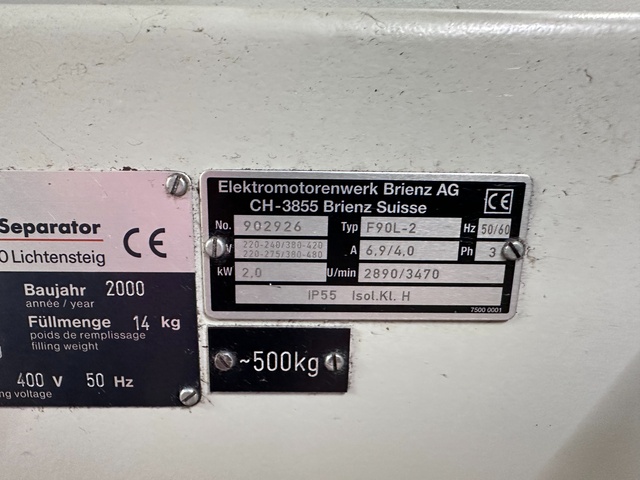 Separator
CE
0 Lichtensteig
Baujahr 2000
année / year
Füllmenge 14 kg
poids de remplissage
filling weight
400 V 50 Hz
ng voltage
Elektromotorenwerk Brienz AG
CH-3855 Brienz Suisse
CE
No. 902926 Typ F90L-2 Hz 50/60
V 220-240/380-420
220-275/380-480 A 6,9/4,0 Ph 3
kW 2,0 U/min 2890/3470
IP55 Isol.Kl. H
7500 0001
~500kg